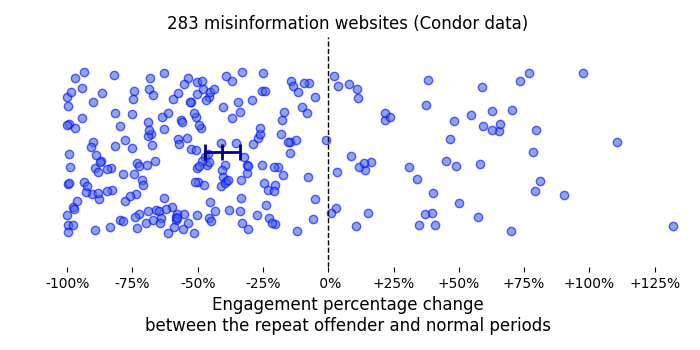 283 misinformation websites (Condor data)
-100% -75% -50% -25% 0% +25% +50% +75% +100% +125%
Engagement percentage change
between the repeat offender and normal periods